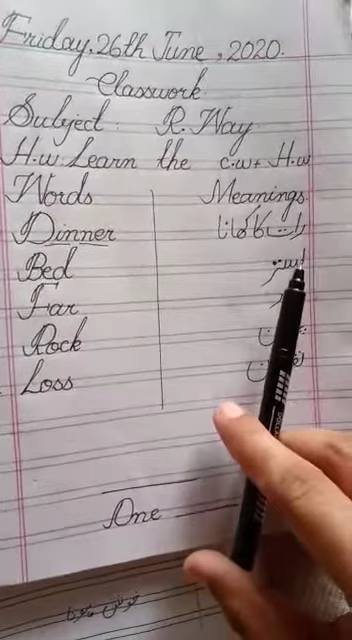 Friday, 26th June, 2020.
Classwork
Subject: R. Way
H.w: Learn the c.w + H.w
Words Meanings
Dinner رات کا کھانا
Bed بستر
Far
Rock
Loss
One